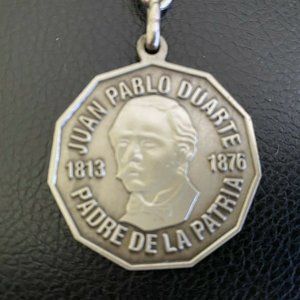 JUAN PABLO DUARTE
1813 1876
PADRE DE LA PATRIA